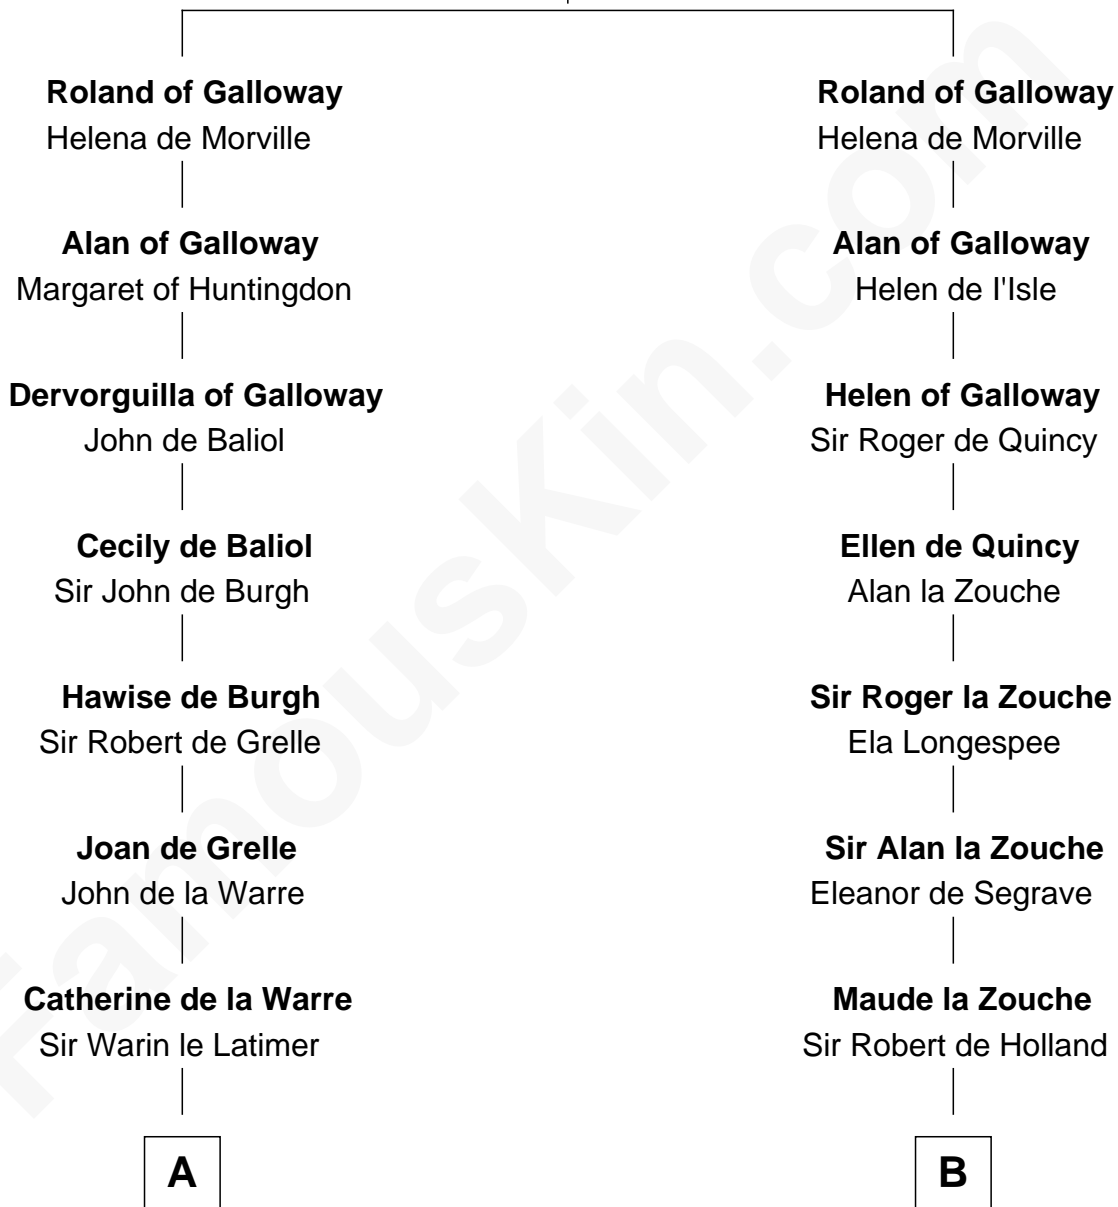 Roland of Galloway
Helena de Morville
Alan of Galloway
Margaret of Huntingdon
Dervorguilla of Galloway
John de Baliol
Cecily de Baliol
Sir John de Burgh
Hawise de Burgh
Sir Robert de Grelle
Joan de Grelle
John de la Warre
Catherine de la Warre
Sir Warin le Latimer
A
Roland of Galloway
Helena de Morville
Alan of Galloway
Helen de I'Isle
Helen of Galloway
Sir Roger de Quincy
Ellen de Quincy
Alan la Zouche
Sir Roger la Zouche
Ela Longespee
Sir Alan la Zouche
Eleanor de Segrave
Maude la Zouche
Sir Robert de Holland
B
FamousKin.com